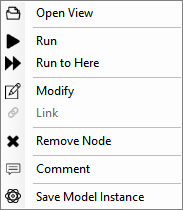 Open View
Run
Run to Here
Modify
Link
Remove Node
Comment
Save Model Instance